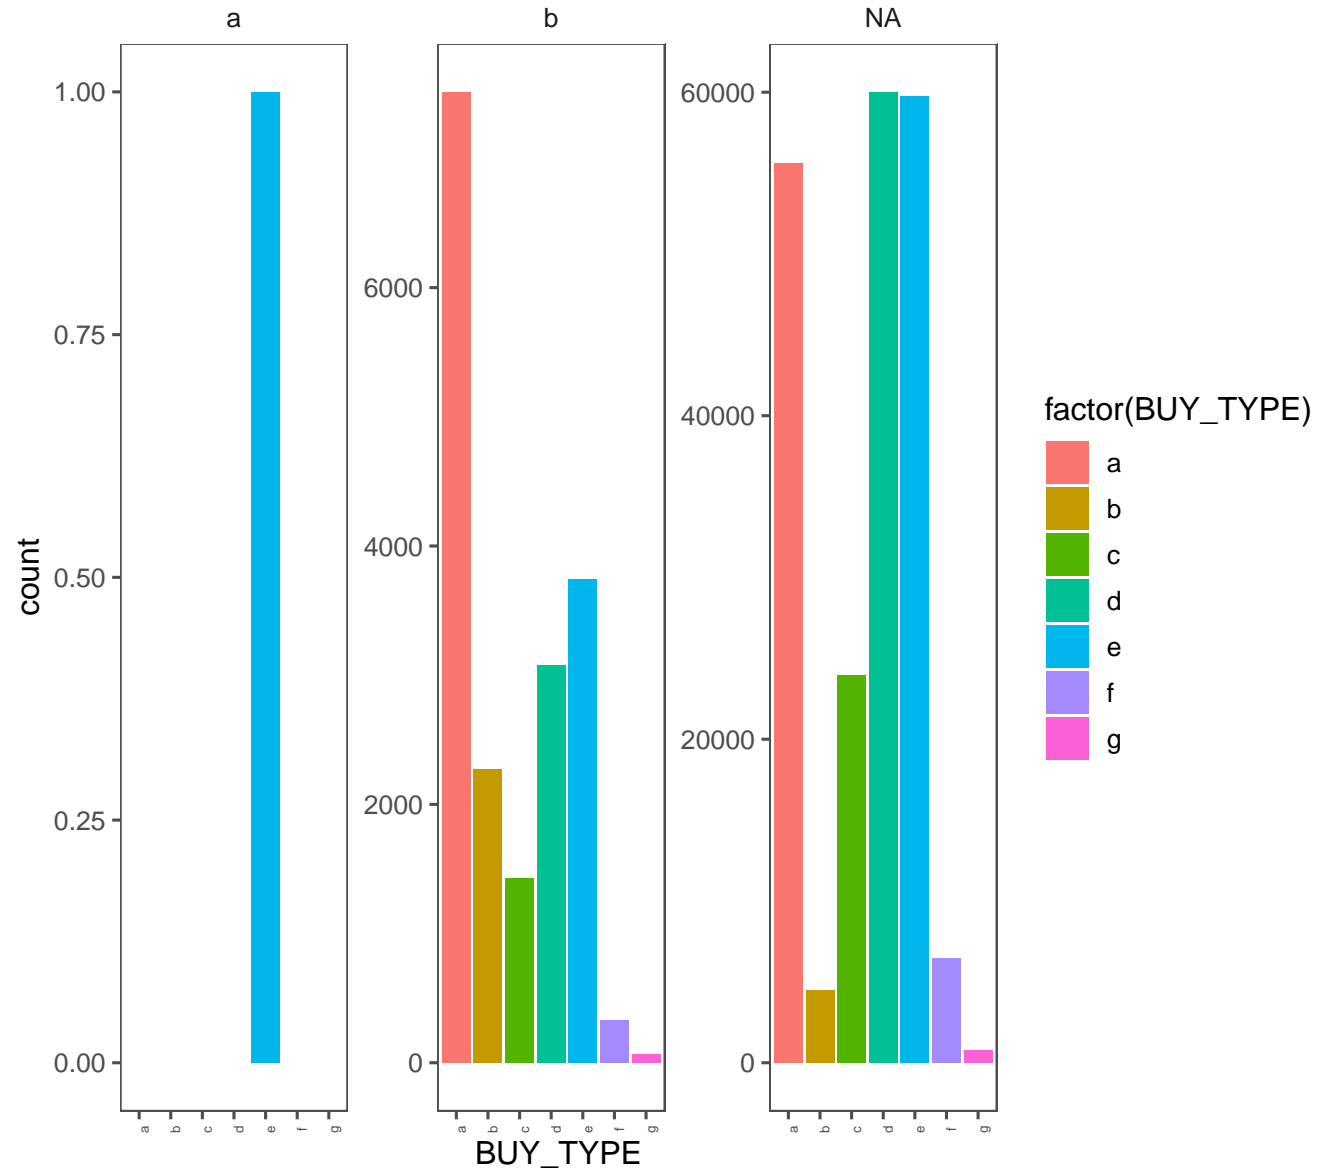 a b NA
1.00
0.75
0.50
0.25
0.00
6000
4000
2000
0
60000
40000
20000
0
count
a b c d e f g
a b c d e f g
a b c d e f g
BUY_TYPE
factor(BUY_TYPE)
a
b
c
d
e
f
g